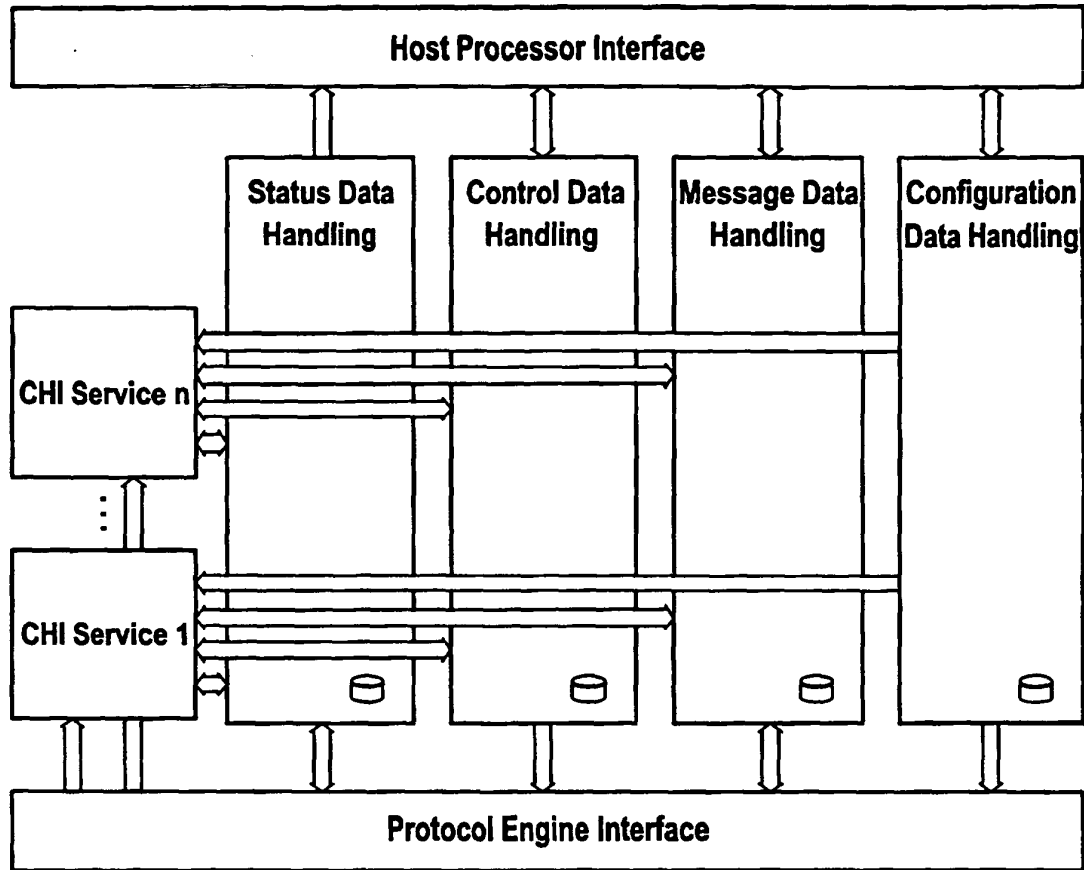 Host Processor Interface
Status Data
Handling
Control Data
Handling
Message Data
Handling
Configuration
Data Handling
CHI Service n
...
CHI Service 1
Protocol Engine Interface